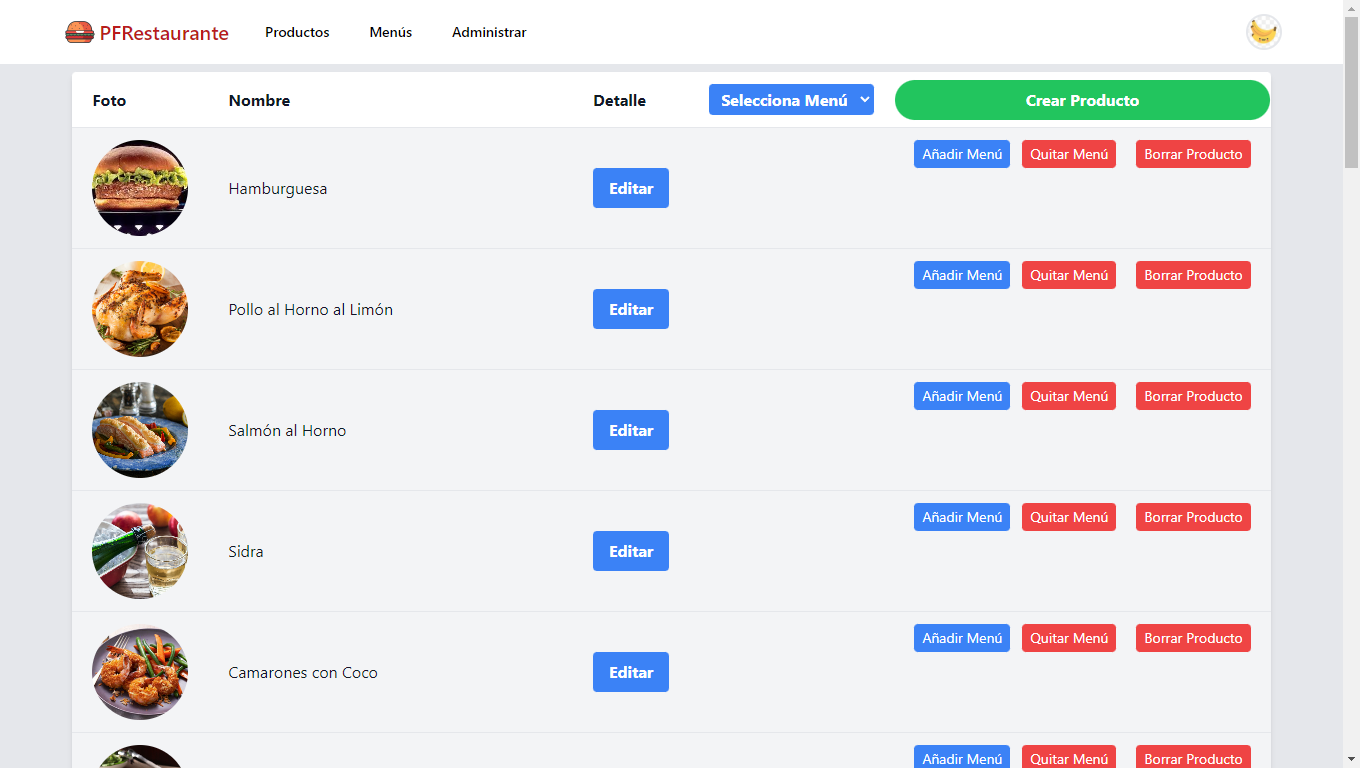 PFRestaurante Productos Menús Administrar
Foto Nombre Detalle Selecciona Menú Crear Producto
Añadir Menú Quitar Menú Borrar Producto
Hamburguesa Editar
Añadir Menú Quitar Menú Borrar Producto
Pollo al Horno al Limón Editar
Añadir Menú Quitar Menú Borrar Producto
Salmón al Horno Editar
Añadir Menú Quitar Menú Borrar Producto
Sidra Editar
Añadir Menú Quitar Menú Borrar Producto
Camarones con Coco Editar
Añadir Menú Quitar Menú Borrar Producto